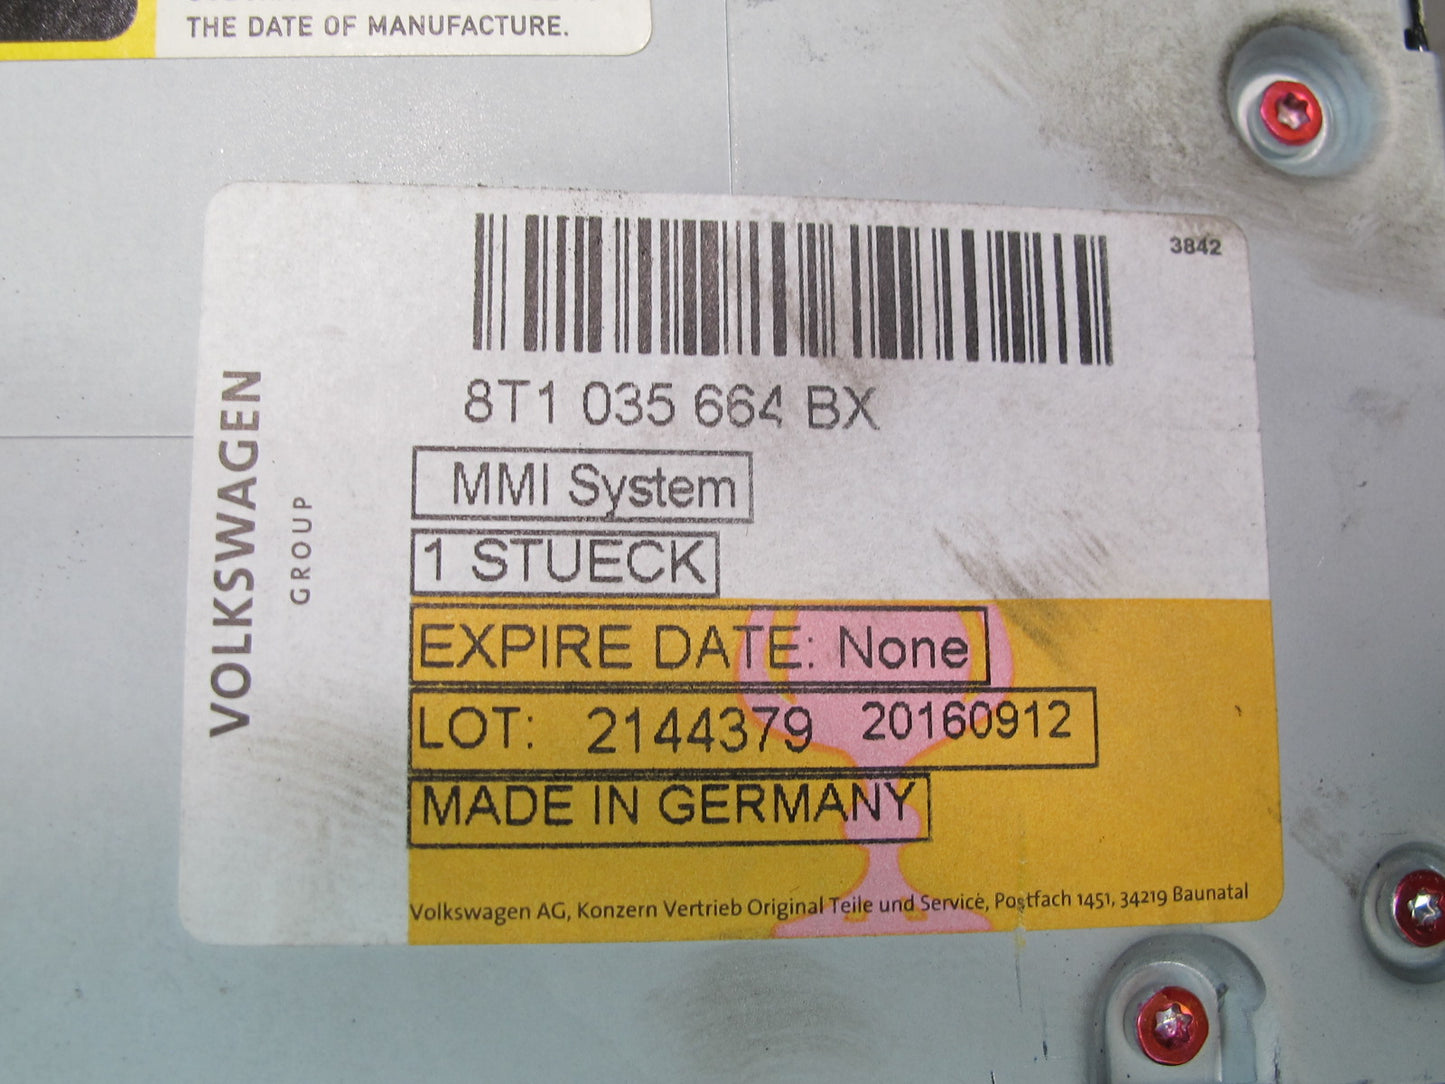 THE DATE OF MANUFACTURE.
3842
8T1 035 664 BX
VOLKSWAGEN
GROUP
MMI System
1 STUECK
EXPIRE DATE: None
LOT: 2144379 20160912
MADE IN GERMANY
Volkswagen AG, Konzern Vertrieb Original Teile und Service, Postfach 1451, 34219 Baunatal